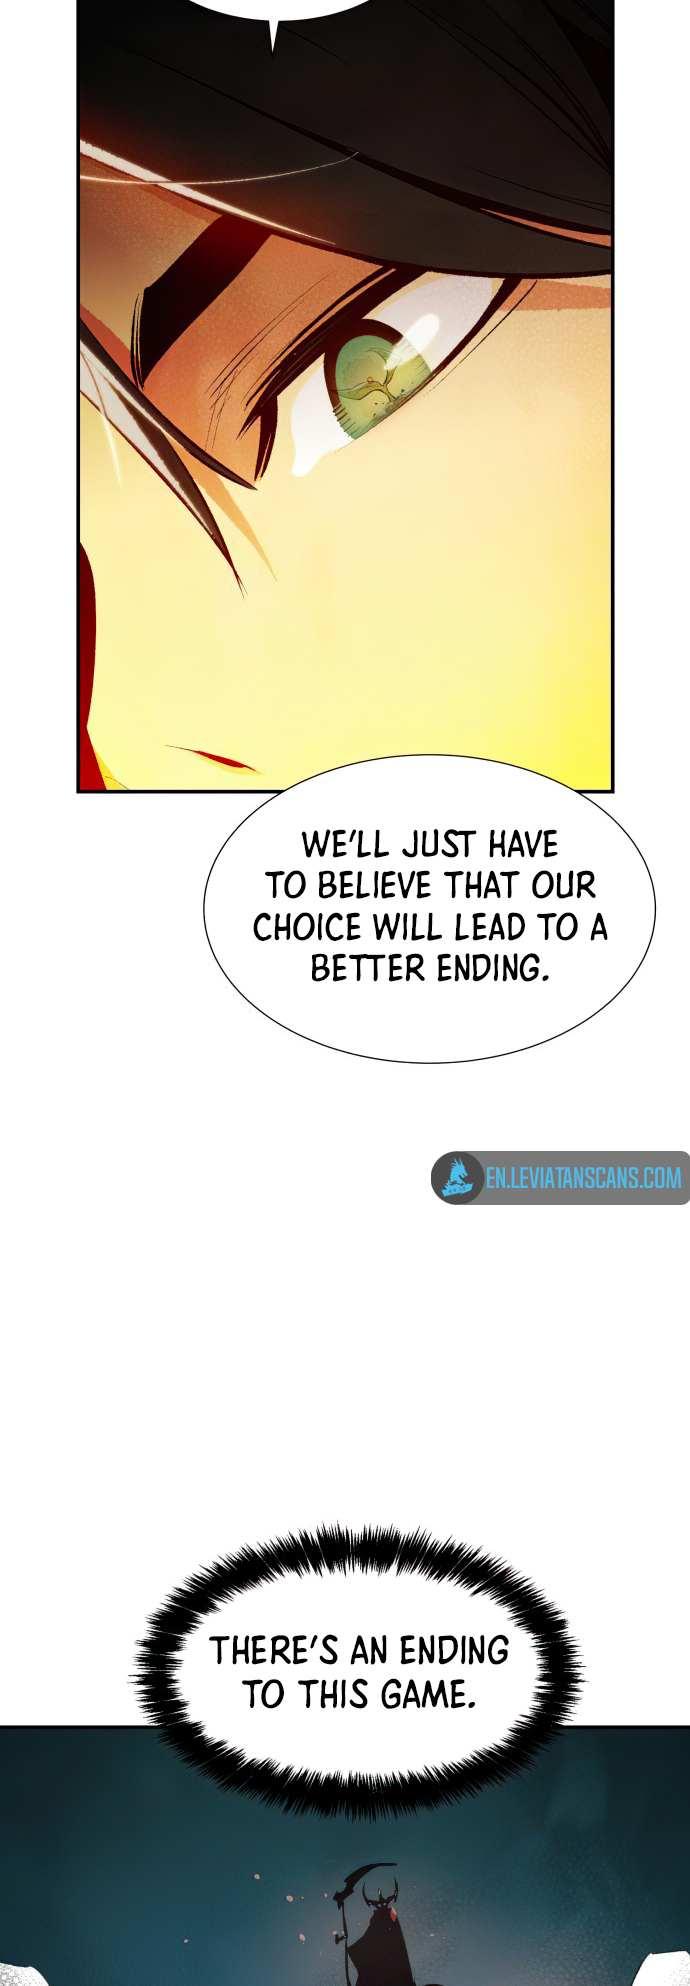 WE'LL JUST HAVE
TO BELIEVE THAT OUR
CHOICE WILL LEAD TO A
BETTER ENDING.
EN.LEVIATANSCANS.COM
THERE'S AN ENDING
TO THIS GAME.